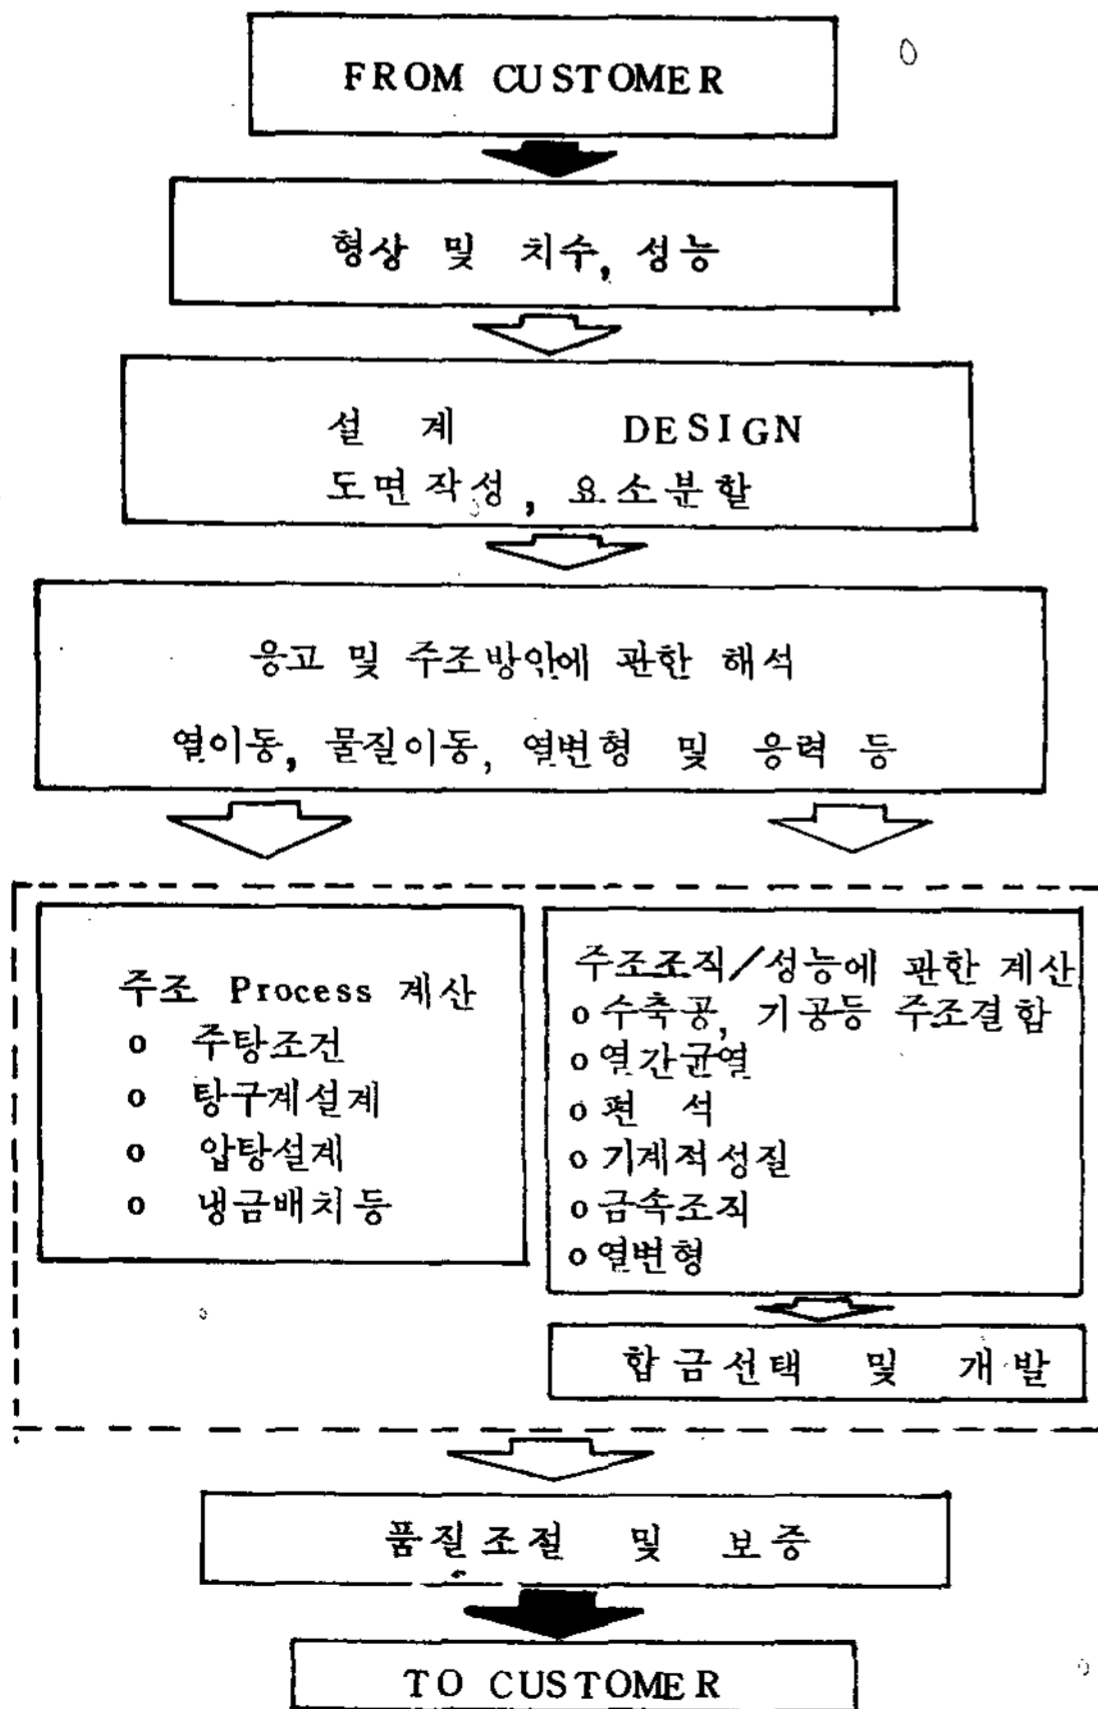 FROM CUSTOMER
형상 및 치수, 성능
설 계 DESIGN
도면작성, 요소분할
응고 및 주조방안에 관한 해석
열이동, 물질이동, 열변형 및 응력 등
주조 Process 계산
o 주탕조건
o 탕구계설계
o 압탕설계
o 냉금배치등
주조조직/성능에 관한 계산
o 수축공, 기공등 주조결함
o 열간균열
o 편 석
o 기계적성질
o 금속조직
o 열변형
합금선택 및 개발
품질조절 및 보증
TO CUSTOMER